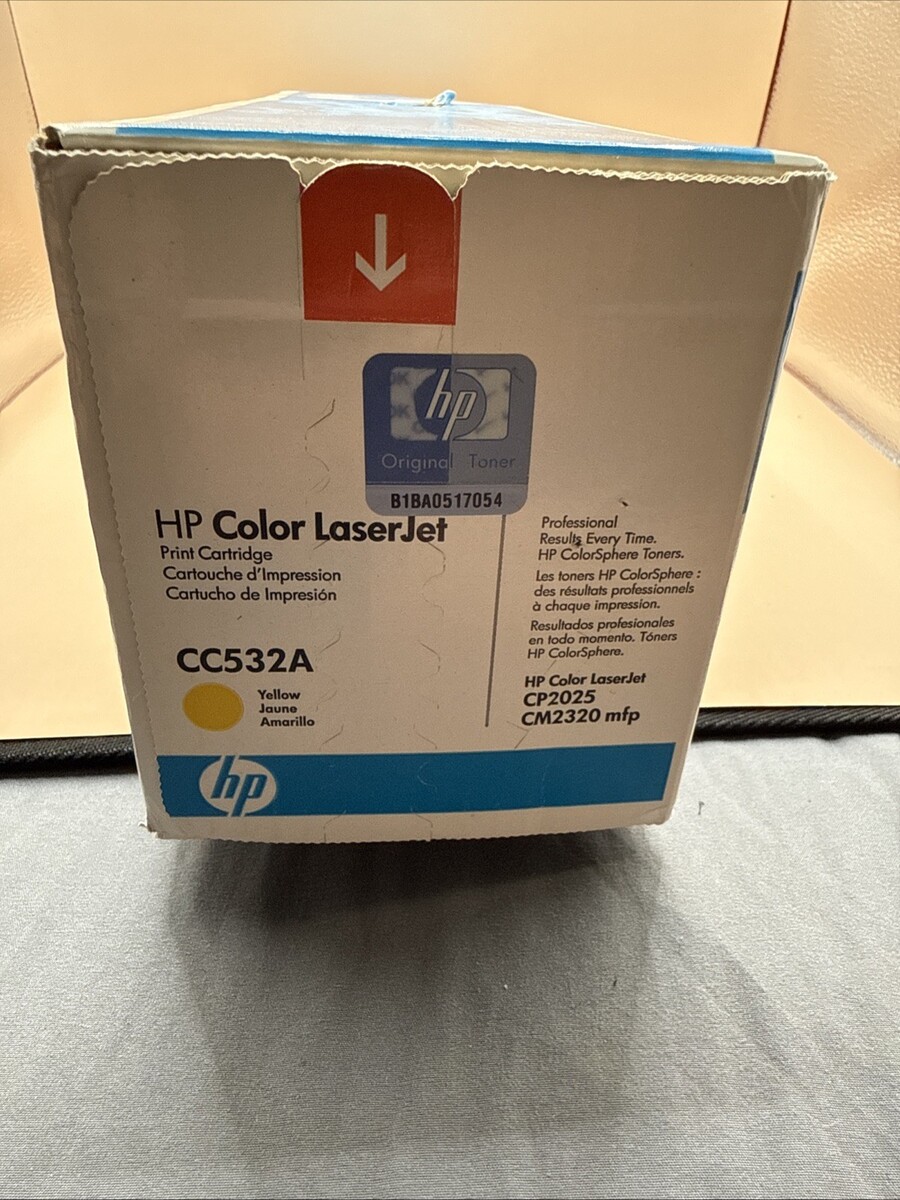 hp
Original Toner
B1BA0517054
HP Color LaserJet
Print Cartridge
Cartouche d'Impression
Cartucho de Impresión
CC532A
Yellow
Jaune
Amarillo
Professional
Results Every Time.
HP ColorSphere Toners.
Les toners HP ColorSphere :
des résultats professionnels
à chaque impression.
Resultados profesionales
en todo momento. Tóners
HP ColorSphere.
HP Color LaserJet
CP2025
CM2320 mfp
hp